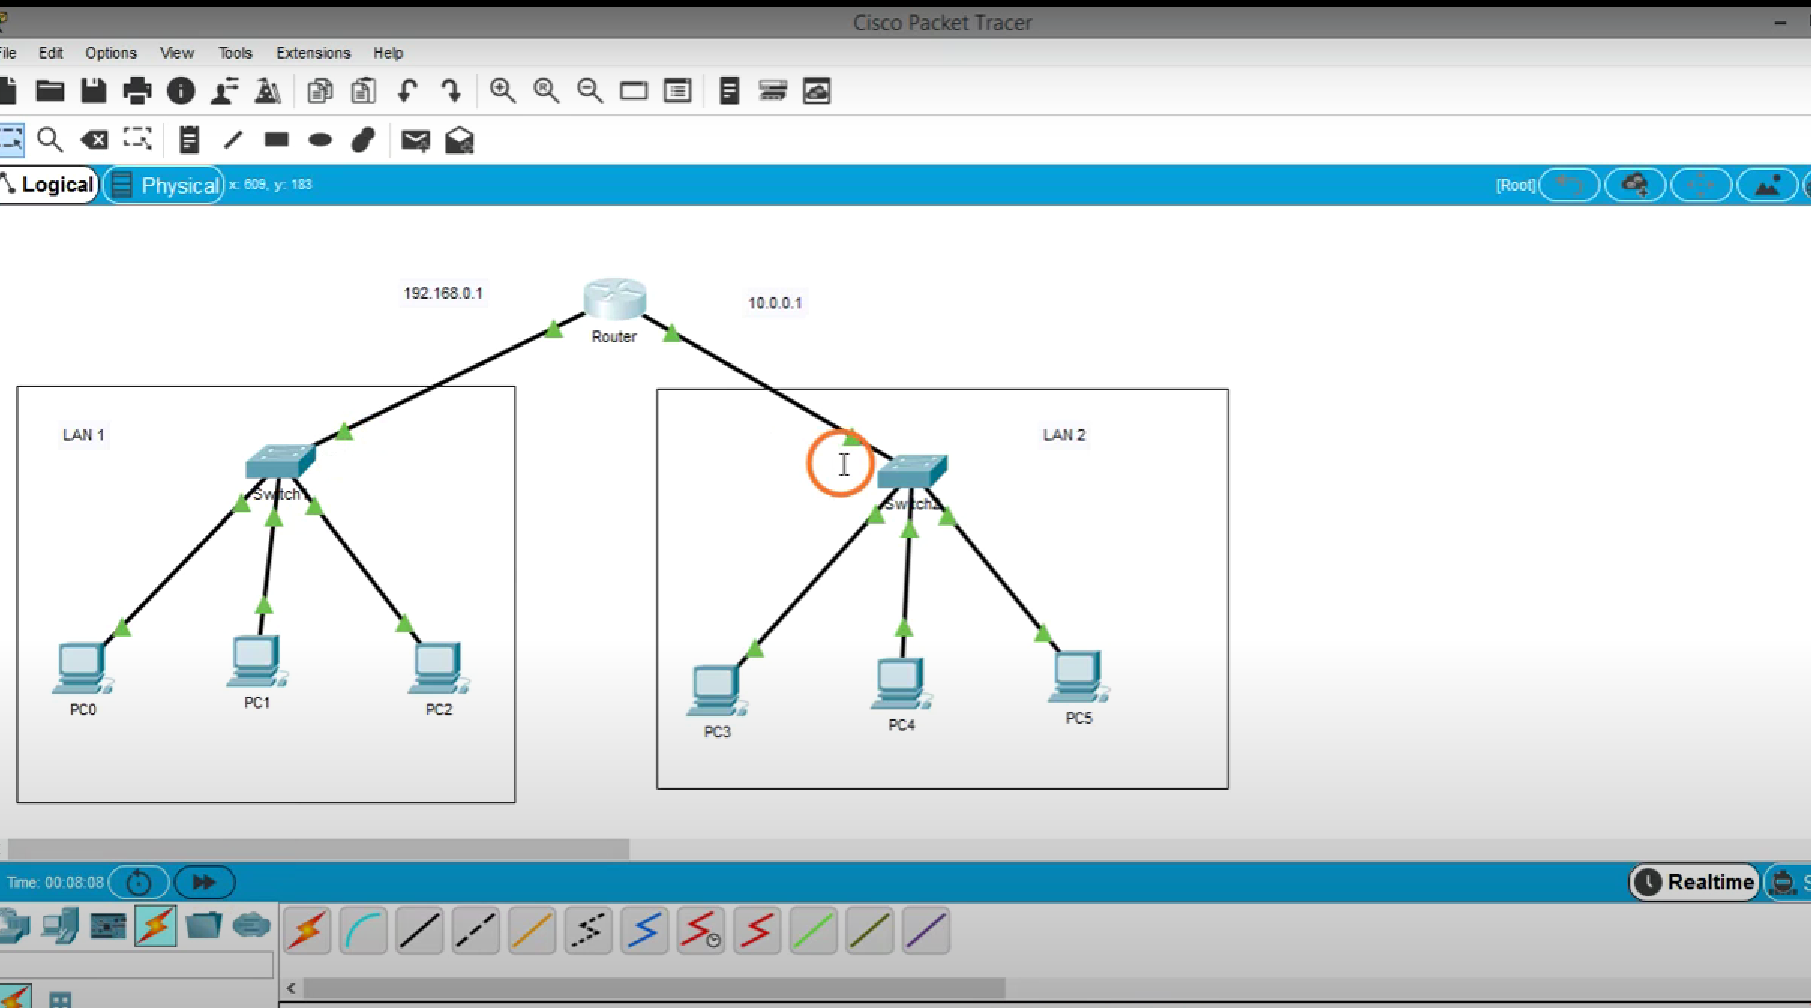 Cisco Packet Tracer
File Edit Options View Tools Extensions Help
Logical Physical x: 609, y: 183 [Root]
192.168.0.1
10.0.0.1
Router
LAN 1
LAN 2
Switch
Switch2
PC0
PC1
PC2
PC3
PC4
PC5
Time: 00:08:08
Realtime